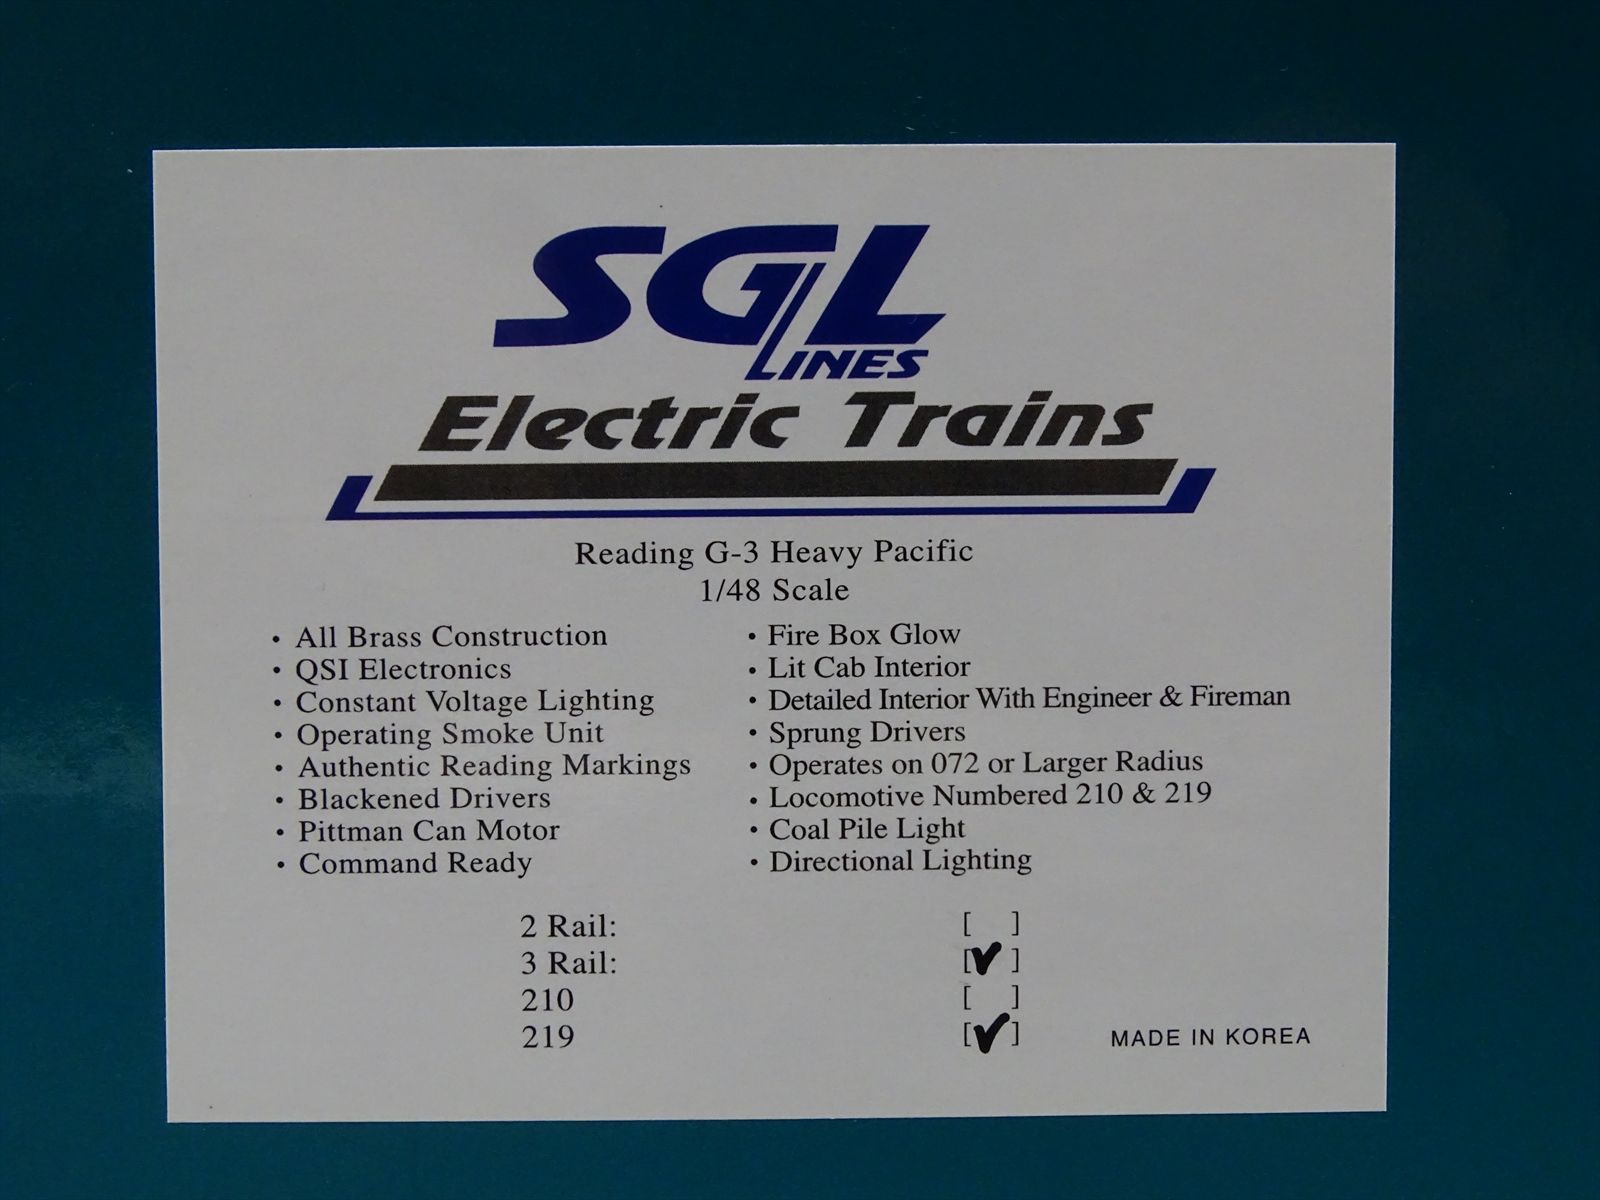 SGL
LINES
Electric Trains
Reading G-3 Heavy Pacific
1/48 Scale
• All Brass Construction
• QSI Electronics
• Constant Voltage Lighting
• Operating Smoke Unit
• Authentic Reading Markings
• Blackened Drivers
• Pittman Can Motor
• Command Ready
• Fire Box Glow
• Lit Cab Interior
• Detailed Interior With Engineer & Fireman
• Sprung Drivers
• Operates on 072 or Larger Radius
• Locomotive Numbered 210 & 219
• Coal Pile Light
• Directional Lighting
2 Rail: [ ]
3 Rail: [✓]
210 [ ]
219 [✓]
MADE IN KOREA